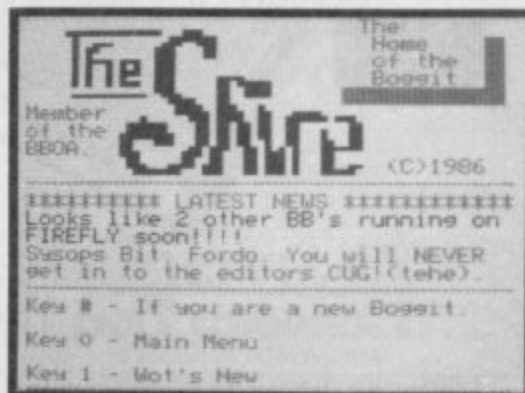 The Shire
The
Home
of the
Boggit
Member
of the
BBOA.
(C)1986
********** LATEST NEWS ************
Looks like 2 other BB's running on
FIREFLY soon!!!!
Sysops Bit, Fordo. You will NEVER
get in to the editors CUG!(tehe).
Key # - If you are a new Boggit.
Key 0 - Main Menu
Key 1 - Wot's New